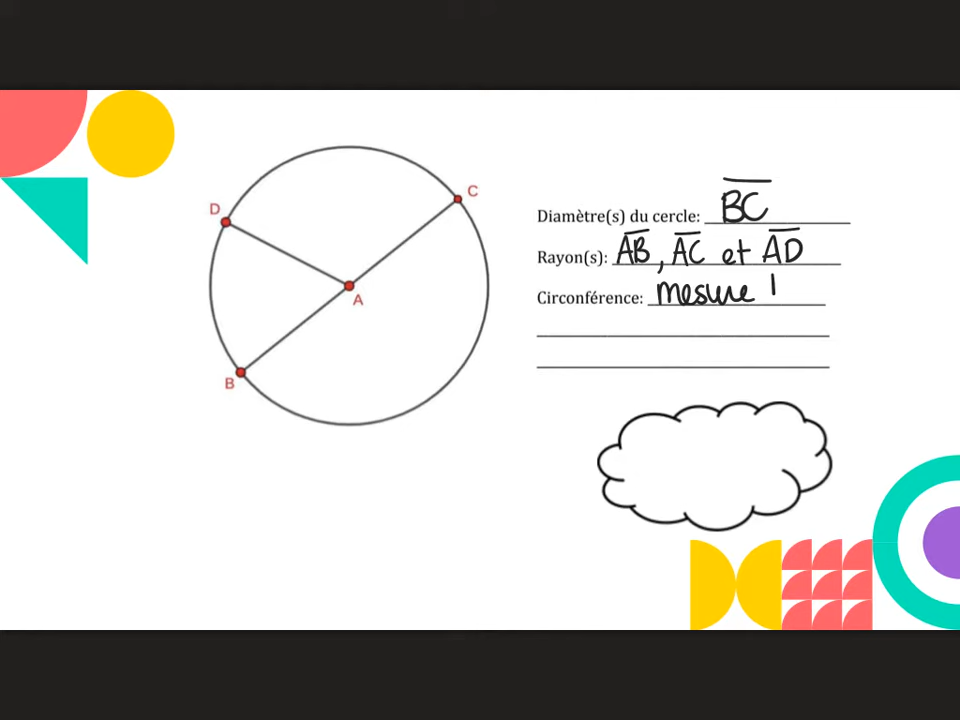 D
C
A
B
Diamètre(s) du cercle: BC
Rayon(s): AB, AC et AD
Circonférence: mesure